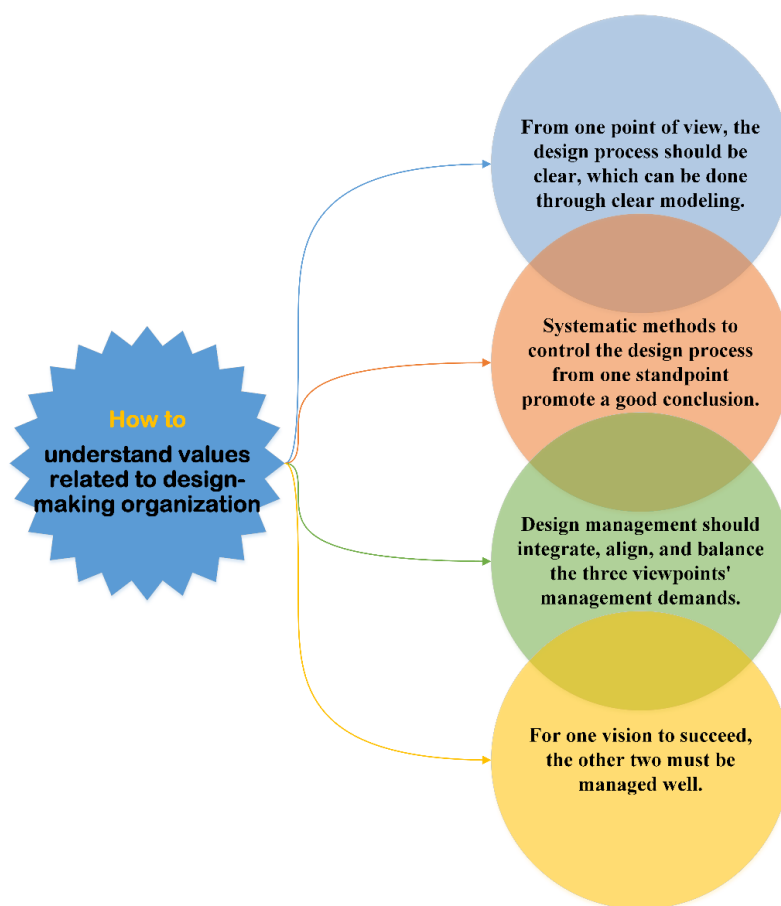 How to
understand values
related to design-
making organization
From one point of view, the
design process should be
clear, which can be done
through clear modeling.
Systematic methods to
control the design process
from one standpoint
promote a good conclusion.
Design management should
integrate, align, and balance
the three viewpoints'
management demands.
For one vision to succeed,
the other two must be
managed well.